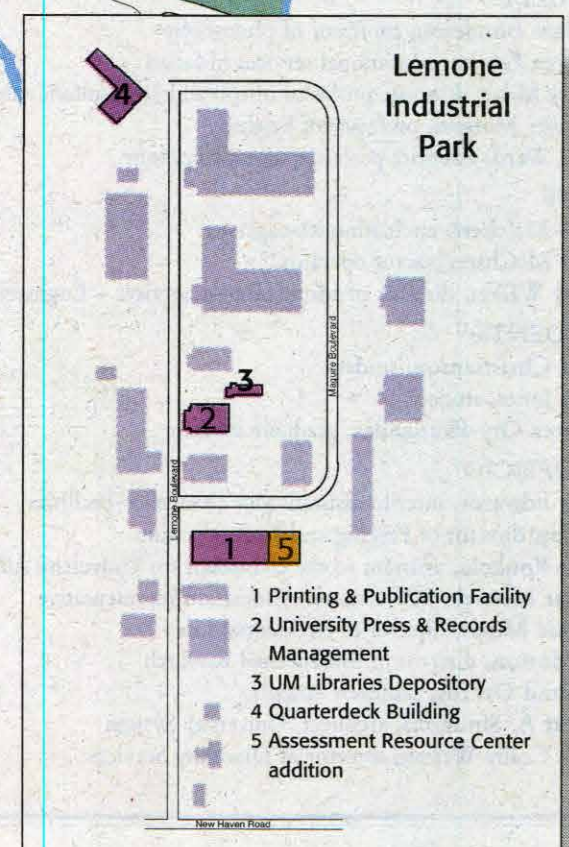 Lemone
Industrial
Park
4
3
2
1
5
Maguire Boulevard
Lemone Boulevard
1 Printing & Publication Facility
2 University Press & Records
Management
3 UM Libraries Depository
4 Quarterdeck Building
5 Assessment Resource Center
addition
New Haven Road